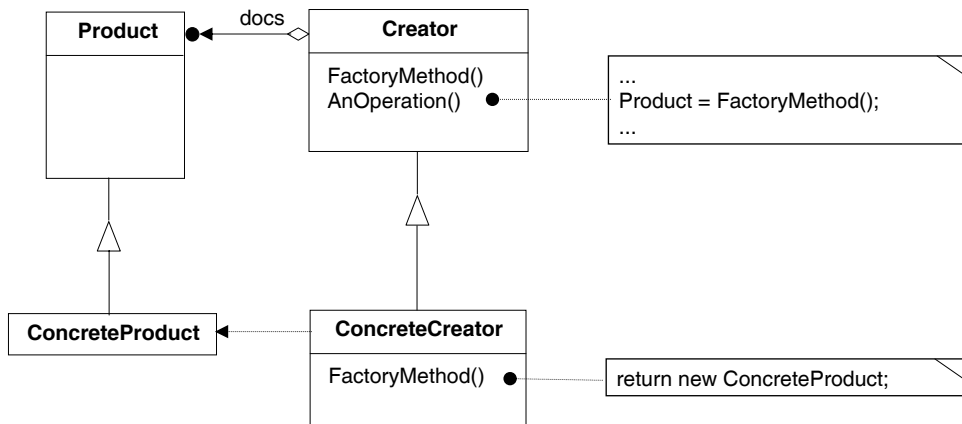 docs
Product
Creator
FactoryMethod()
AnOperation()
...
Product = FactoryMethod();
...
ConcreteProduct
ConcreteCreator
FactoryMethod()
return new ConcreteProduct;